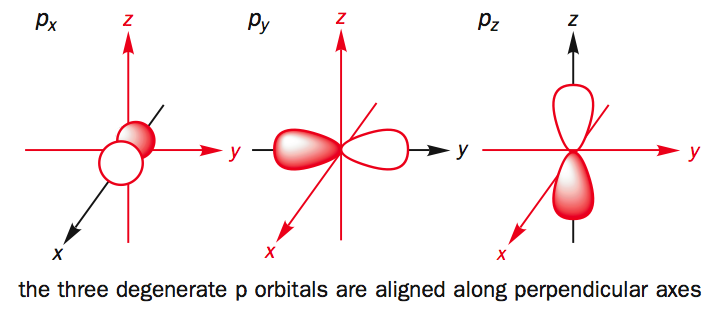 px py pz
z z z
y y y
x x x
the three degenerate p orbitals are aligned along perpendicular axes